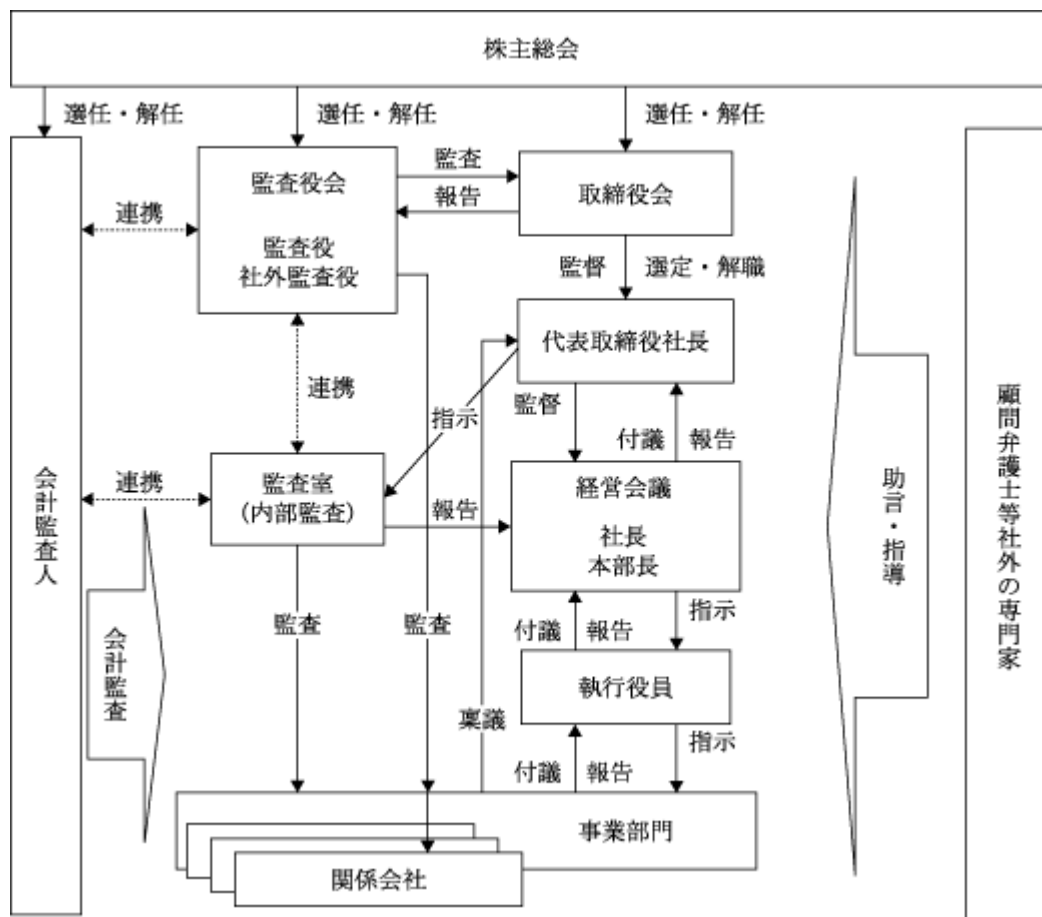 株主総会
選任・解任
選任・解任
選任・解任
監査役会
監査役
社外監査役
監査
報告
取締役会
連携
監督
選定・解職
代表取締役社長
連携
指示
監督
付議
報告
会計監査人
連携
監査室
(内部監査)
報告
経営会議
社長
本部長
助言・指導
顧問弁護士等社外の専門家
会計監査
監査
監査
付議
報告
指示
執行役員
稟議
付議
報告
指示
事業部門
関係会社